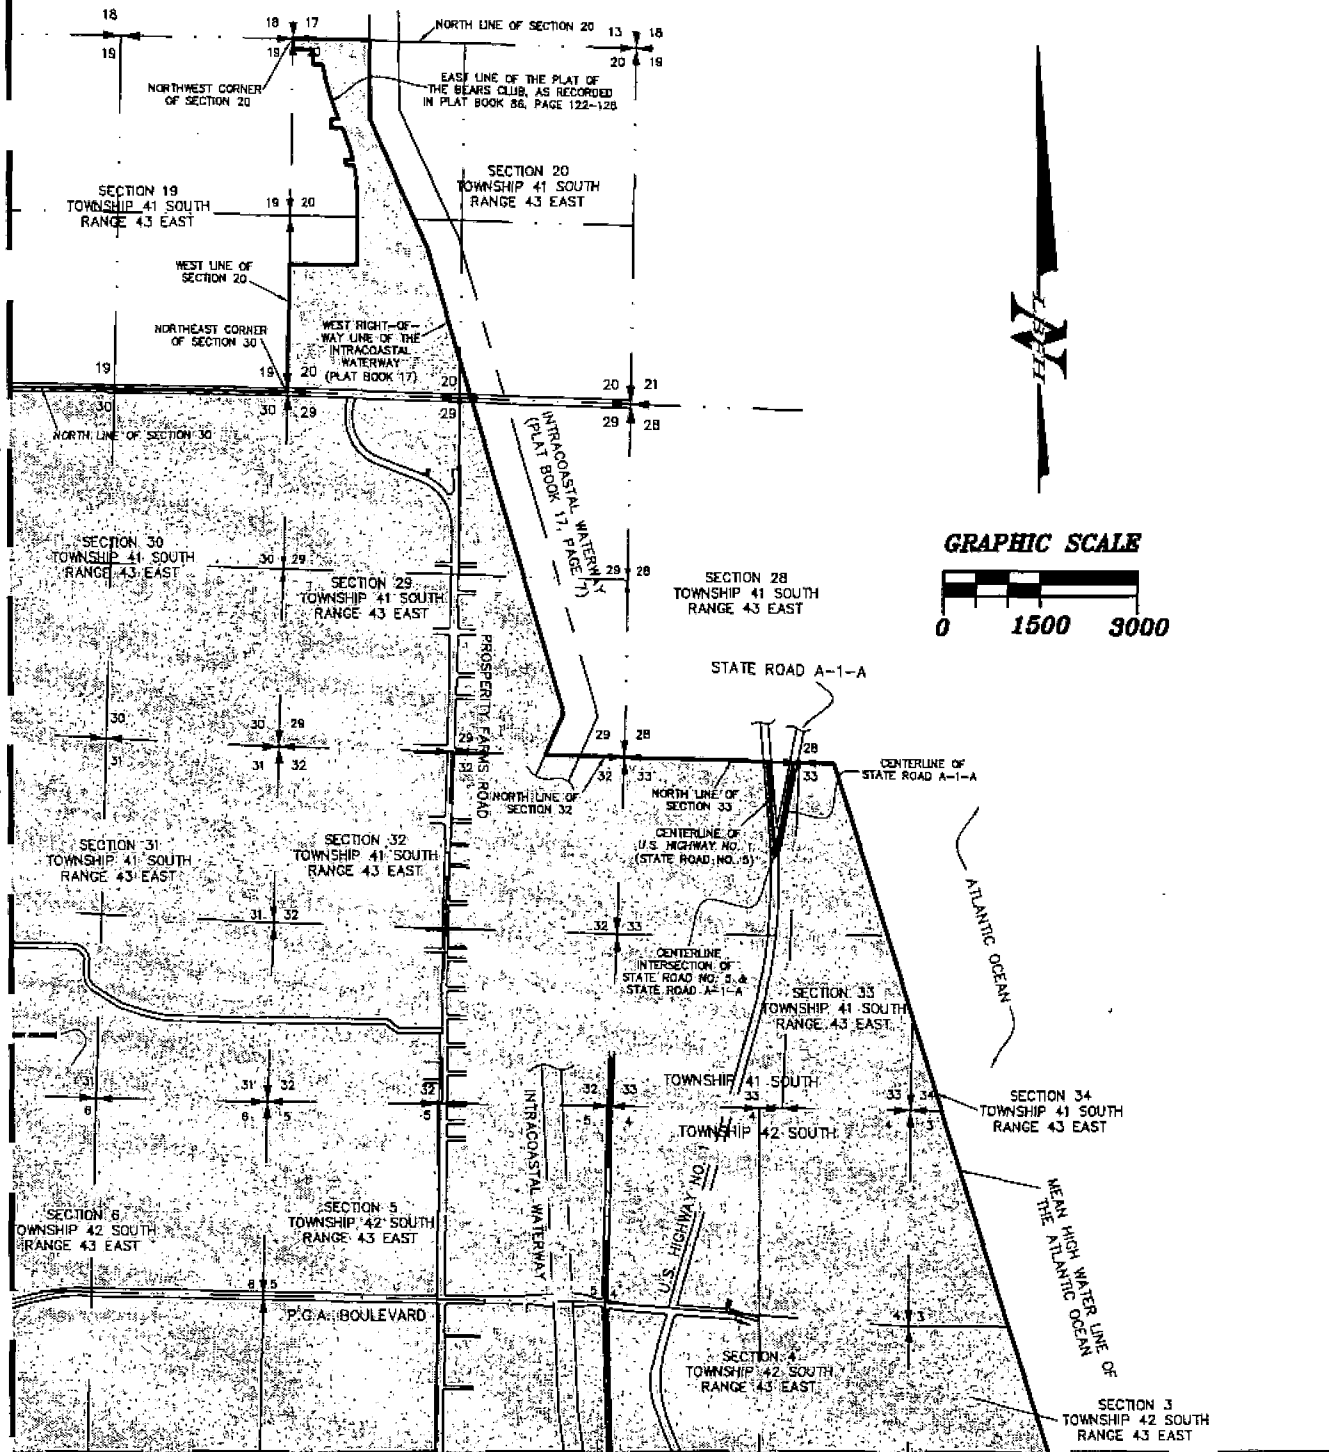 18
19
18 17
19 20
NORTH LINE OF SECTION 20
13 18
20 19
NORTHWEST CORNER
OF SECTION 20
EAST LINE OF THE PLAT OF
THE BEARS CLUB, AS RECORDED
IN PLAT BOOK 86, PAGE 122-128
SECTION 19
TOWNSHIP 41 SOUTH
RANGE 43 EAST
19 20
SECTION 20
TOWNSHIP 41 SOUTH
RANGE 43 EAST
WEST LINE OF
SECTION 20
NORTHEAST CORNER
OF SECTION 30
WEST RIGHT-OF-
WAY LINE OF THE
INTRACOASTAL
WATERWAY
(PLAT BOOK 17)
19
30
19 20
30 29
20
29
20 21
29 28
NORTH LINE OF SECTION 30
INTRACOASTAL WATERWAY
(PLAT BOOK 17, PAGE 7)
N
LBFH
GRAPHIC SCALE
0 1500 3000
SECTION 30
TOWNSHIP 41 SOUTH
RANGE 43 EAST
30 29
SECTION 29
TOWNSHIP 41 SOUTH
RANGE 43 EAST
29 28
SECTION 28
TOWNSHIP 41 SOUTH
RANGE 43 EAST
PROSPERITY FARMS ROAD
STATE ROAD A-1-A
30
31
30 29
31 32
29
32
29 28
32 33
28
33
CENTERLINE OF
STATE ROAD A-1-A
NORTH LINE OF
SECTION 32
NORTH LINE OF
SECTION 33
CENTERLINE OF
U.S. HIGHWAY NO. 1
(STATE ROAD NO. 5)
SECTION 31
TOWNSHIP 41 SOUTH
RANGE 43 EAST
SECTION 32
TOWNSHIP 41 SOUTH
RANGE 43 EAST
ATLANTIC OCEAN
31 32
32 33
CENTERLINE
INTERSECTION OF
STATE ROAD NO. 5 &
STATE ROAD A-1-A
SECTION 33
TOWNSHIP 41 SOUTH
RANGE 43 EAST
31
6
31 32
6 5
32
5
INTRACOASTAL WATERWAY
32 33
5 4
TOWNSHIP 41 SOUTH
33
4
TOWNSHIP 42 SOUTH
33 34
4 3
SECTION 34
TOWNSHIP 41 SOUTH
RANGE 43 EAST
U.S. HIGHWAY NO. 1
MEAN HIGH WATER LINE OF
THE ATLANTIC OCEAN
SECTION 6
TOWNSHIP 42 SOUTH
RANGE 43 EAST
SECTION 5
TOWNSHIP 42 SOUTH
RANGE 43 EAST
6 5
5 4
P.G.A. BOULEVARD
4 3
SECTION 4
TOWNSHIP 42 SOUTH
RANGE 43 EAST
SECTION 3
TOWNSHIP 42 SOUTH
RANGE 43 EAST